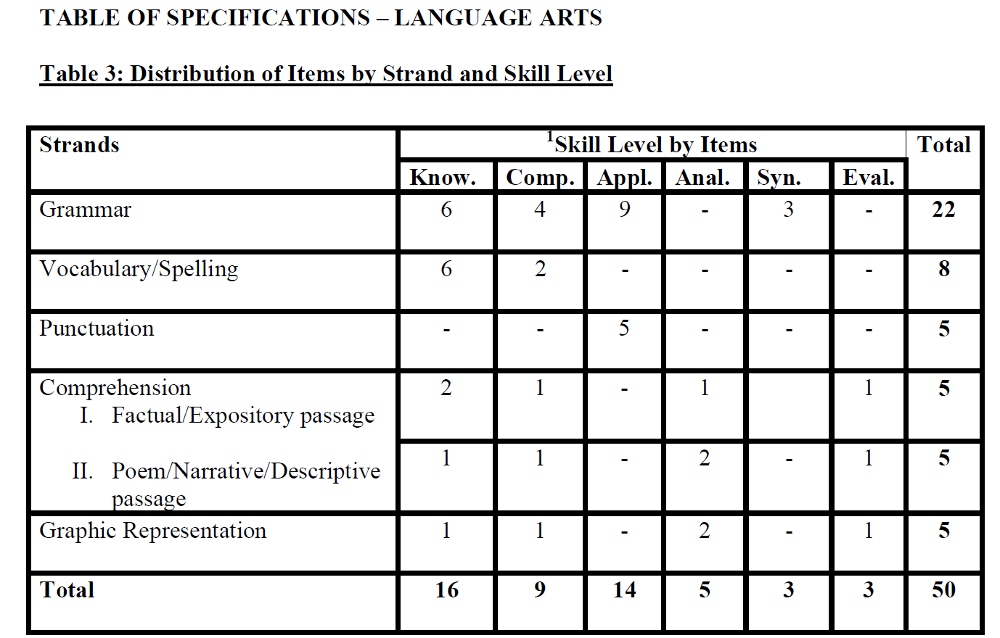 TABLE OF SPECIFICATIONS – LANGUAGE ARTS
Table 3: Distribution of Items by Strand and Skill Level
Strands ¹Skill Level by Items Total
Know. Comp. Appl. Anal. Syn. Eval.
Grammar 6 4 9 - 3 - 22
Vocabulary/Spelling 6 2 - - - - 8
Punctuation - - 5 - - - 5
Comprehension 2 1 - 1 1 5
I. Factual/Expository passage
1 1 - 2 - 1 5
II. Poem/Narrative/Descriptive
passage
Graphic Representation 1 1 - 2 - 1 5
Total 16 9 14 5 3 3 50